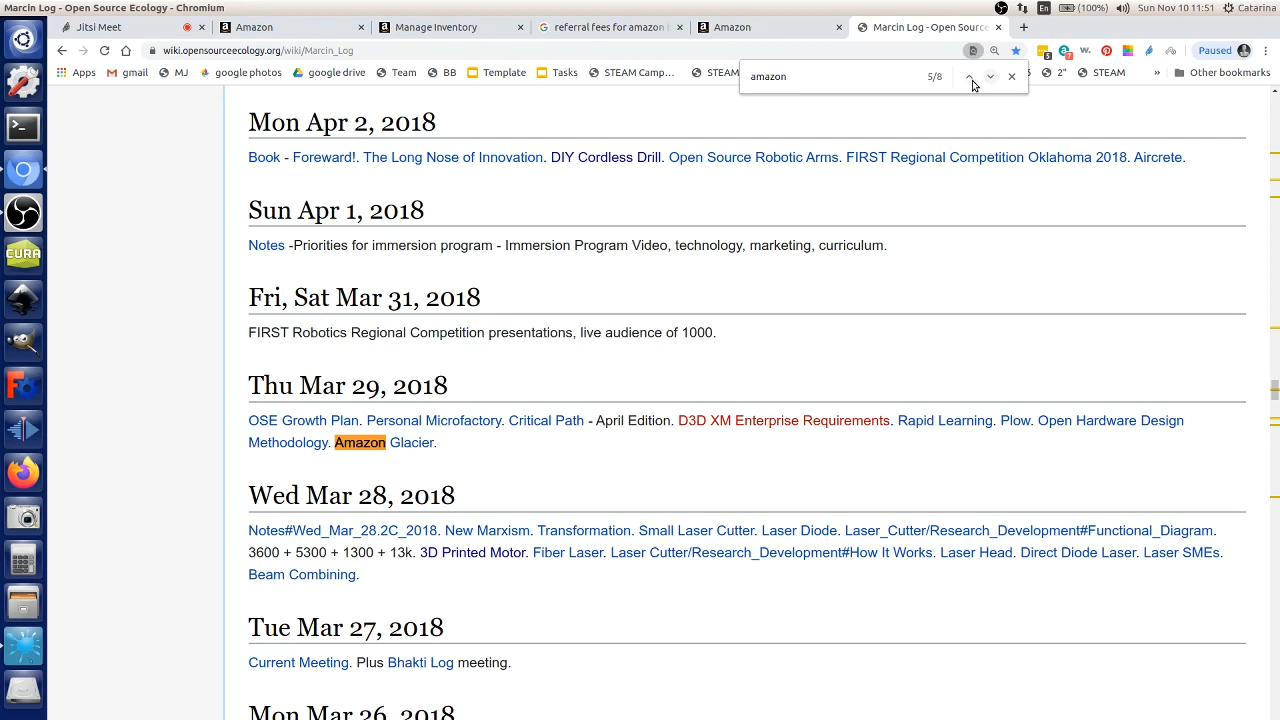 Marcin Log - Open Source Ecology - Chromium
En (100%) Sun Nov 10 11:51 Catarina
Jitsi Meet Amazon Manage Inventory referral fees for amazon Amazon Marcin Log - Open Source
wiki.opensourceecology.org/wiki/Marcin_Log
Paused
Apps gmail MJ google photos google drive Team BB Template Tasks STEAM Camp... STEAM 2" STEAM Other bookmarks
amazon 5/8
Mon Apr 2, 2018
Book - Foreward!. The Long Nose of Innovation. DIY Cordless Drill. Open Source Robotic Arms. FIRST Regional Competition Oklahoma 2018. Aircrete.
Sun Apr 1, 2018
Notes -Priorities for immersion program - Immersion Program Video, technology, marketing, curriculum.
Fri, Sat Mar 31, 2018
FIRST Robotics Regional Competition presentations, live audience of 1000.
Thu Mar 29, 2018
OSE Growth Plan. Personal Microfactory. Critical Path - April Edition. D3D XM Enterprise Requirements. Rapid Learning. Plow. Open Hardware Design
Methodology. Amazon Glacier.
Wed Mar 28, 2018
Notes#Wed_Mar_28.2C_2018. New Marxism. Transformation. Small Laser Cutter. Laser Diode. Laser_Cutter/Research_Development#Functional_Diagram.
3600 + 5300 + 1300 + 13k. 3D Printed Motor. Fiber Laser. Laser Cutter/Research_Development#How It Works. Laser Head. Direct Diode Laser. Laser SMEs.
Beam Combining.
Tue Mar 27, 2018
Current Meeting. Plus Bhakti Log meeting.
Mon Mar 26, 2018
CURA